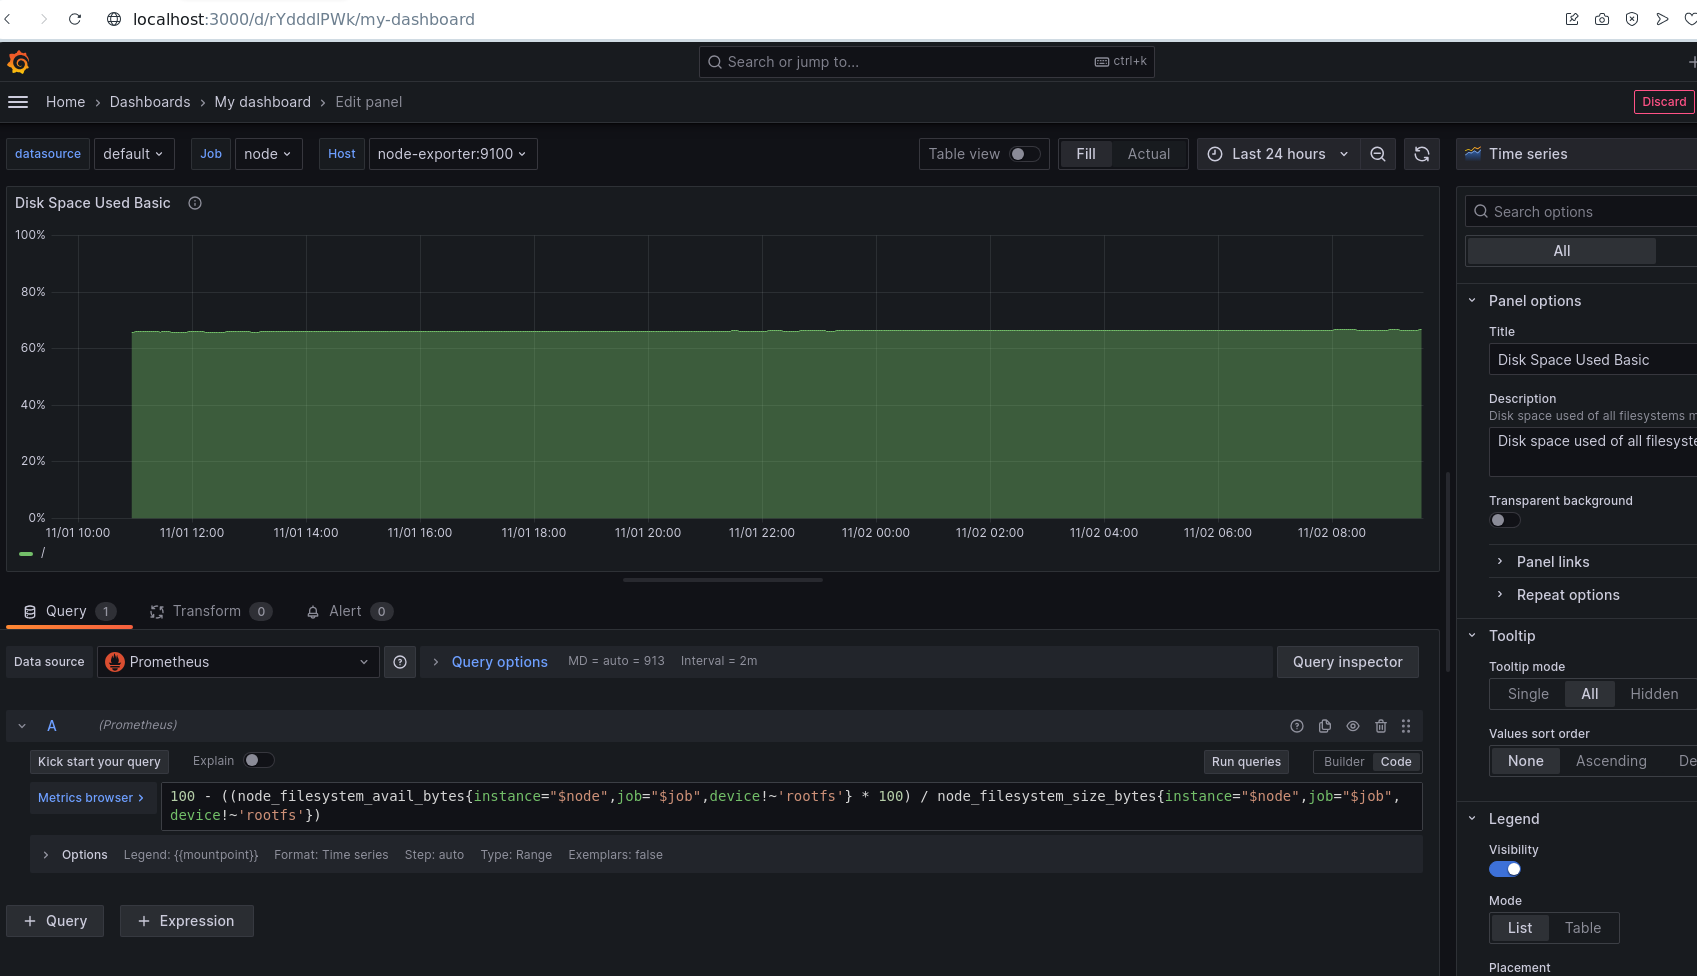 localhost:3000/d/rYdddlPWk/my-dashboard
Search or jump to... ctrl+k
Home › Dashboards › My dashboard › Edit panel
Discard
datasource default Job node Host node-exporter:9100
Table view Fill Actual Last 24 hours
Time series
Disk Space Used Basic
100%
80%
60%
40%
20%
0%
11/01 10:00 11/01 12:00 11/01 14:00 11/01 16:00 11/01 18:00 11/01 20:00 11/01 22:00 11/02 00:00 11/02 02:00 11/02 04:00 11/02 06:00 11/02 08:00
/
Query 1 Transform 0 Alert 0
Data source Prometheus Query options MD = auto = 913 Interval = 2m Query inspector
A (Prometheus)
Kick start your query Explain Run queries Builder Code
Metrics browser ›
100 - ((node_filesystem_avail_bytes{instance="$node",job="$job",device!~'rootfs'} * 100) / node_filesystem_size_bytes{instance="$node",job="$job",
device!~'rootfs'})
Options Legend: {{mountpoint}} Format: Time series Step: auto Type: Range Exemplars: false
+ Query + Expression
Search options
All
Panel options
Title
Disk Space Used Basic
Description
Disk space used of all filesystems
Disk space used of all
Transparent background
Panel links
Repeat options
Tooltip
Tooltip mode
Single All Hidden
Values sort order
None Ascending
Legend
Visibility
Mode
List Table
Placement